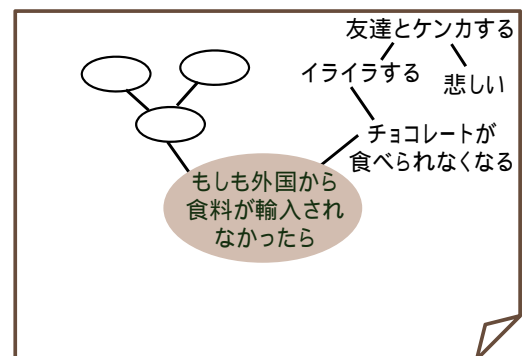 友達とケンカする
イライラする
悲しい
チョコレートが
食べられなくなる
もしも外国から
食料が輸入され
なかったら